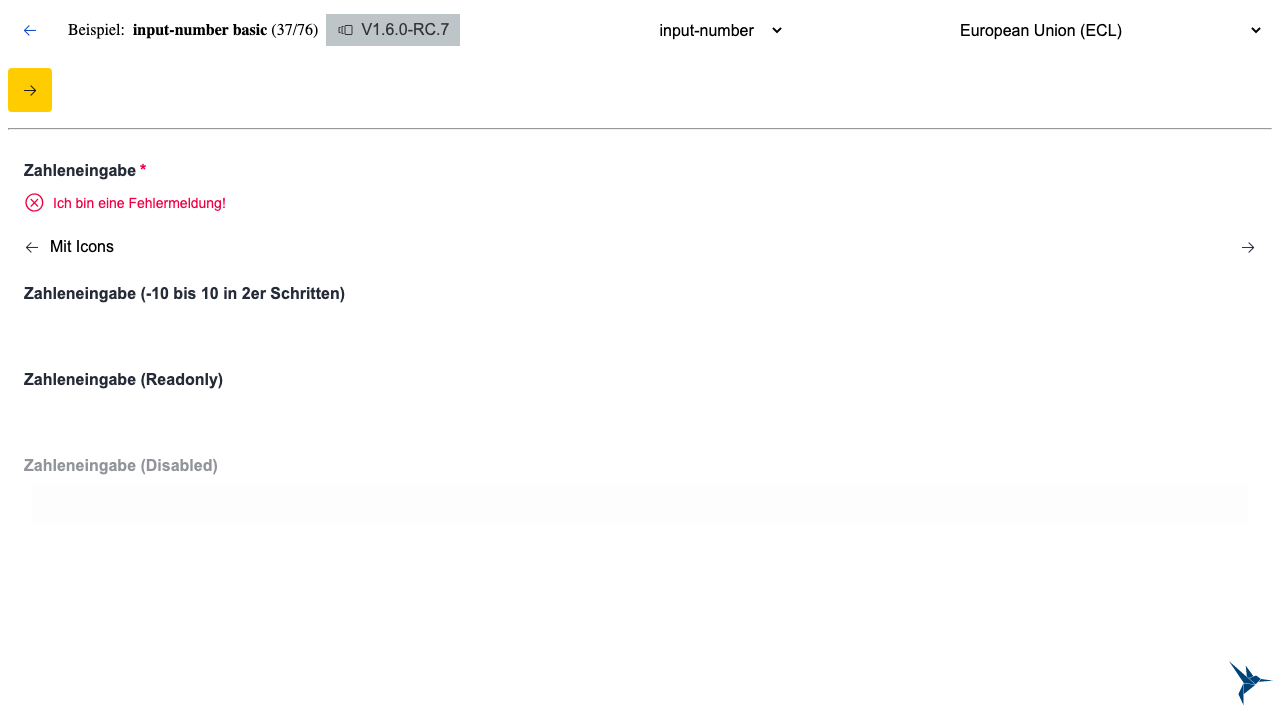 Beispiel: input-number basic (37/76) V1.6.0-RC.7 input-number European Union (ECL)
Zahleneingabe *
Ich bin eine Fehlermeldung!
Mit Icons
Zahleneingabe (-10 bis 10 in 2er Schritten)
Zahleneingabe (Readonly)
Zahleneingabe (Disabled)